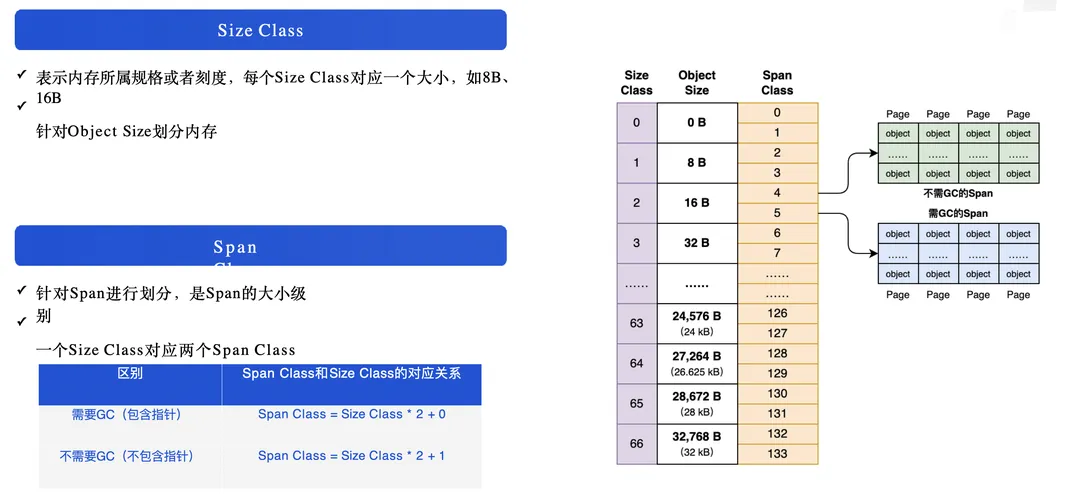 Size Class
✓ 表示内存所属规格或者刻度，每个Size Class对应一个大小，如8B、
✓ 16B
针对Object Size划分内存
Span
✓ 针对Span进行划分，是Span的大小级
✓ 别
一个Size Class对应两个Span Class
区别 Span Class和Size Class的对应关系
需要GC（包含指针） Span Class = Size Class * 2 + 0
不需要GC（不包含指针） Span Class = Size Class * 2 + 1
Size Class Object Size Span Class
0 0 B 0
1
1 8 B 2
3
2 16 B 4
5
3 32 B 6
7
...... ...... ......
......
63 24,576 B (24 kB) 126
127
64 27,264 B (26.625 kB) 128
129
65 28,672 B (28 kB) 130
131
66 32,768 B (32 kB) 132
133
Page Page Page Page
object object object object
...... ...... ...... ......
object object object object
不需GC的Span
需GC的Span
object object object object
...... ...... ...... ......
object object object object
Page Page Page Page